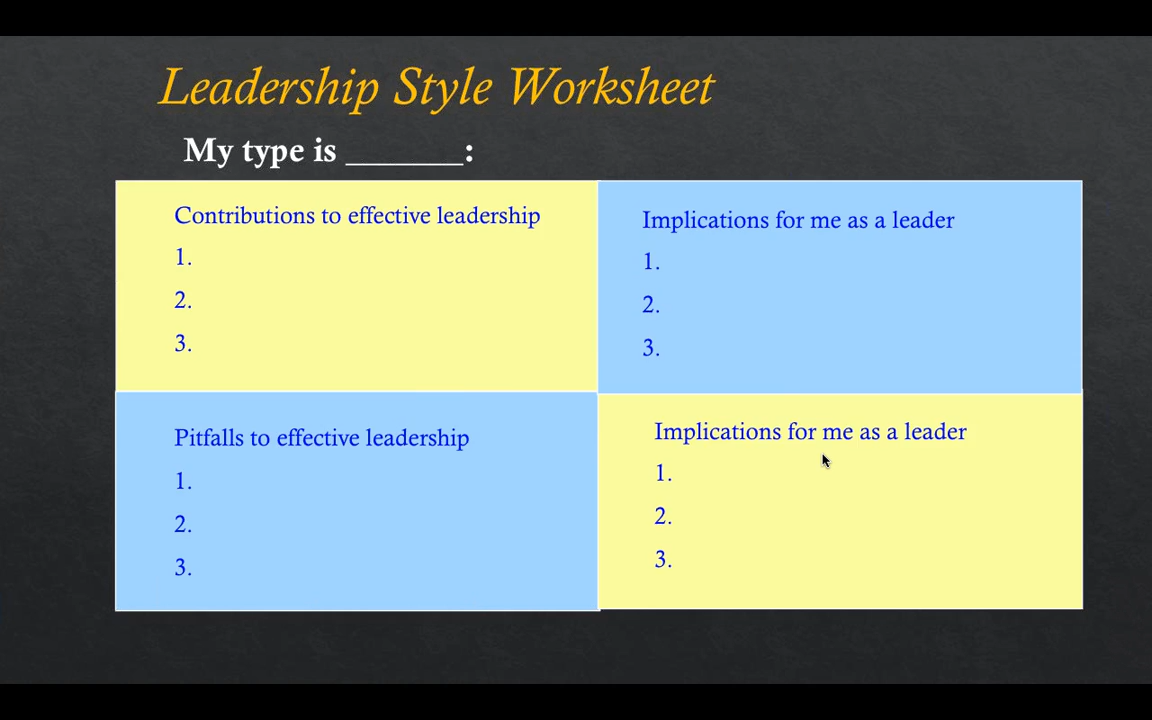 Leadership Style Worksheet
My type is _______:
Contributions to effective leadership
1.
2.
3.
Implications for me as a leader
1.
2.
3.
Pitfalls to effective leadership
1.
2.
3.
Implications for me as a leader
1.
2.
3.